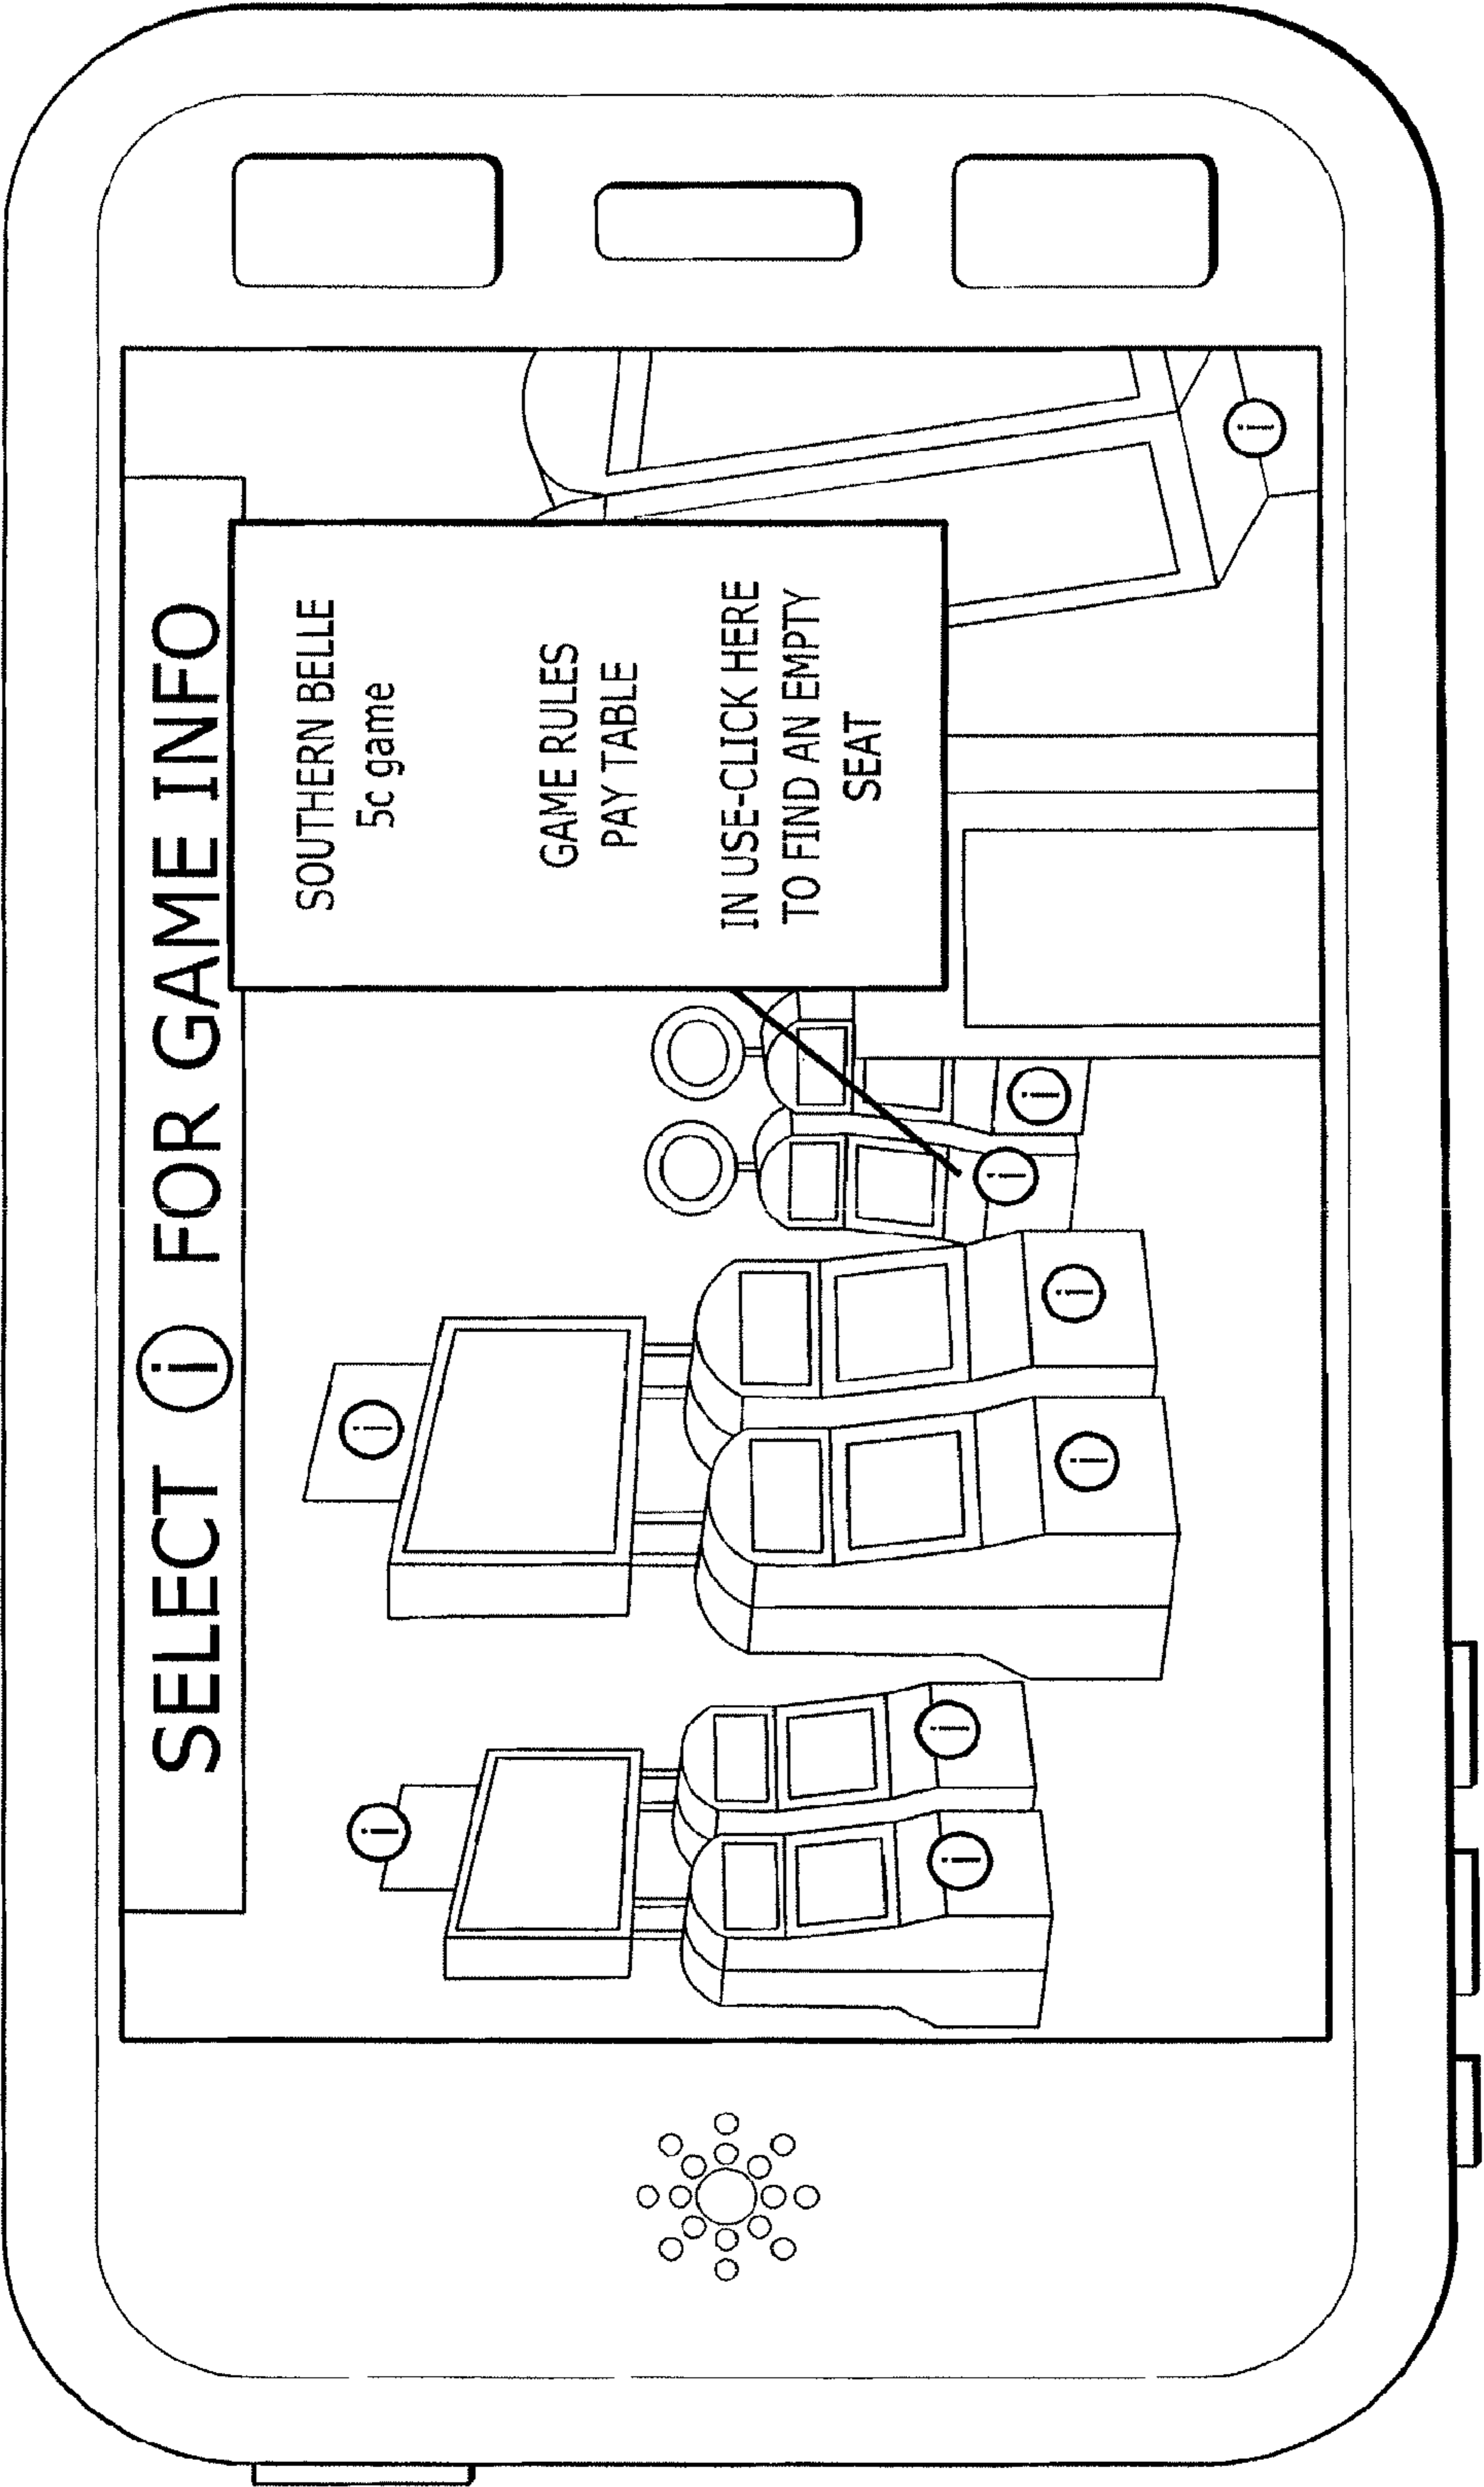 SELECT i FOR GAME INFO
SOUTHERN BELLE
5c game
GAME RULES
PAY TABLE
IN USE-CLICK HERE
TO FIND AN EMPTY
SEAT
i
i
i
i
i
i
i
i
i